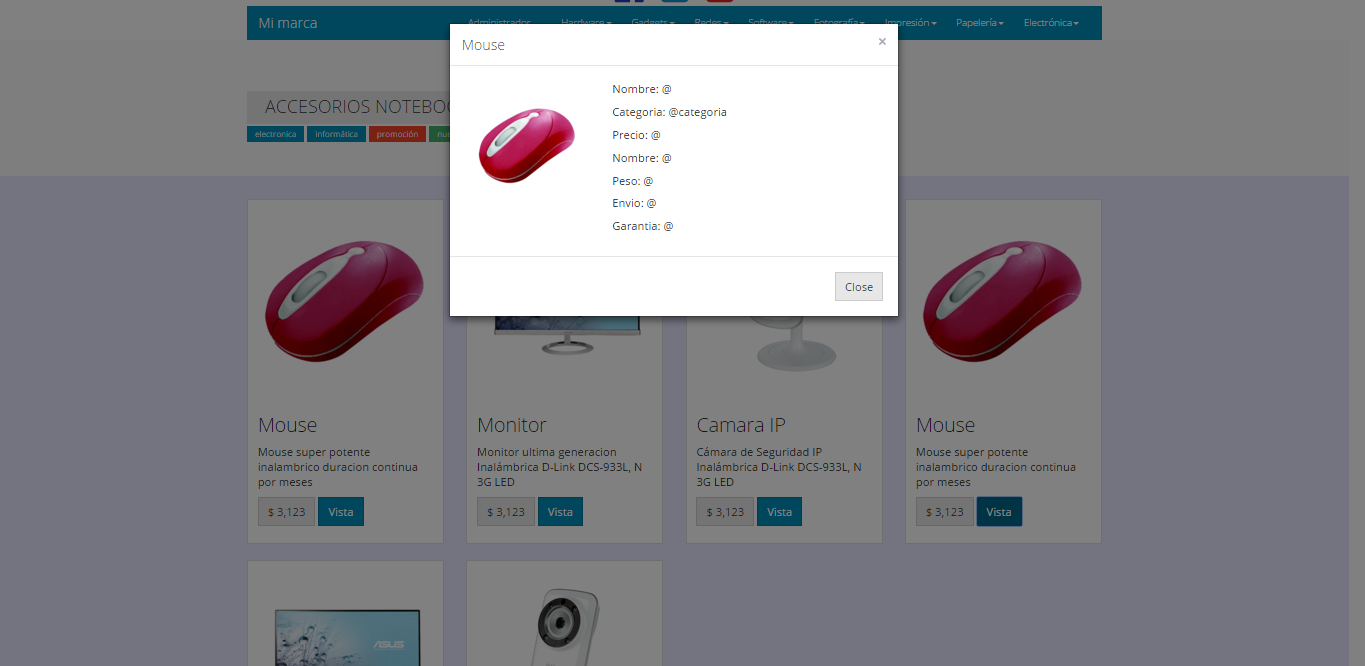 Mi marca
Administrados Hardware Gadgets Redes Software Fotografía Impresión Papelería Electrónica
Mouse ×
Nombre: @
Categoria: @categoria
Precio: @
Nombre: @
Peso: @
Envio: @
Garantia: @
Close
ACCESORIOS NOTEBO
electronica informática promoción
Mouse
Mouse super potente
inalambrico duracion continua
por meses
$ 3,123 Vista
Monitor
Monitor ultima generacion
Inalámbrica D-Link DCS-933L, N
3G LED
$ 3,123 Vista
Camara IP
Cámara de Seguridad IP
Inalámbrica D-Link DCS-933L, N
3G LED
$ 3,123 Vista
Mouse
Mouse super potente
inalambrico duracion continua
por meses
$ 3,123 Vista
ASUS